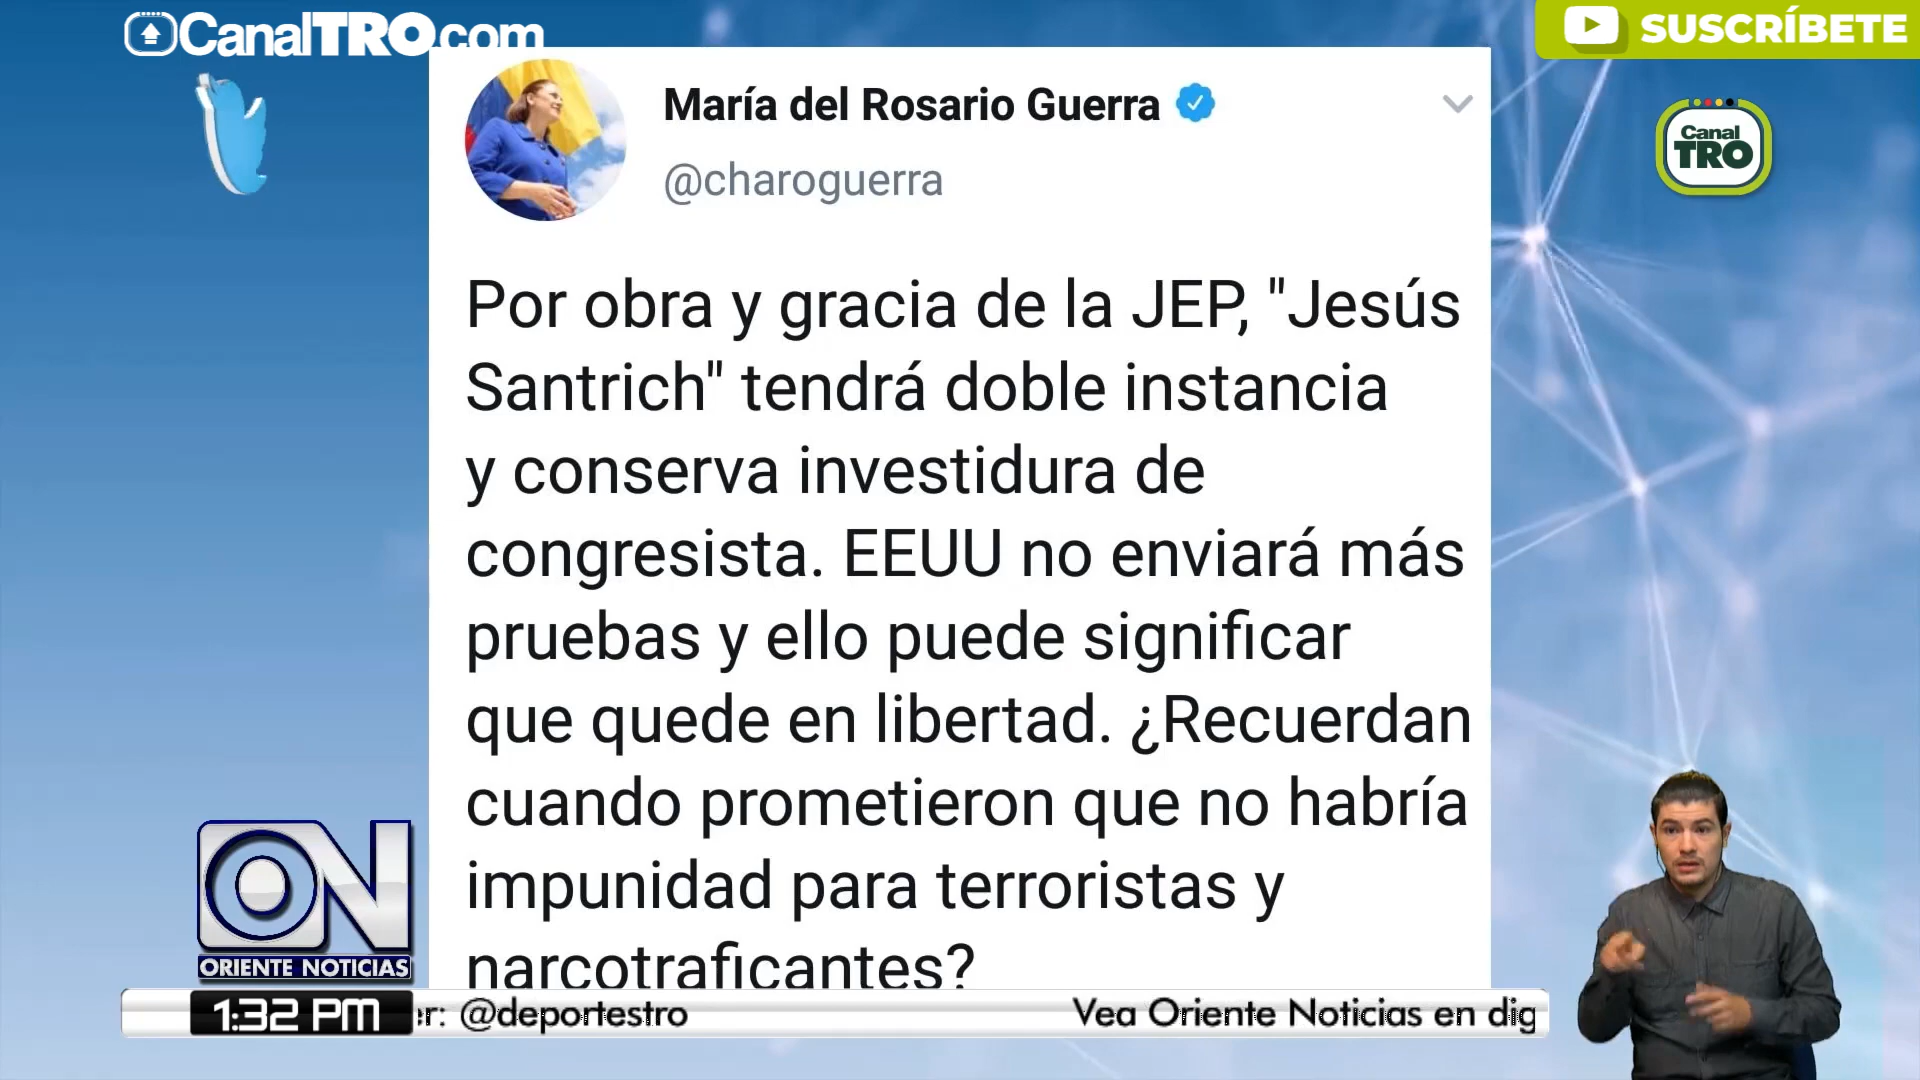 CanalTRO.com
SUSCRÍBETE
María del Rosario Guerra
@charoguerra
Canal
TRO
Por obra y gracia de la JEP, "Jesús
Santrich" tendrá doble instancia
y conserva investidura de
congresista. EEUU no enviará más
pruebas y ello puede significar
que quede en libertad. ¿Recuerdan
cuando prometieron que no habría
impunidad para terroristas y
narcotraficantes?
ON
ORIENTE NOTICIAS
1:32 PM er: @deportestro Vea Oriente Noticias en dig